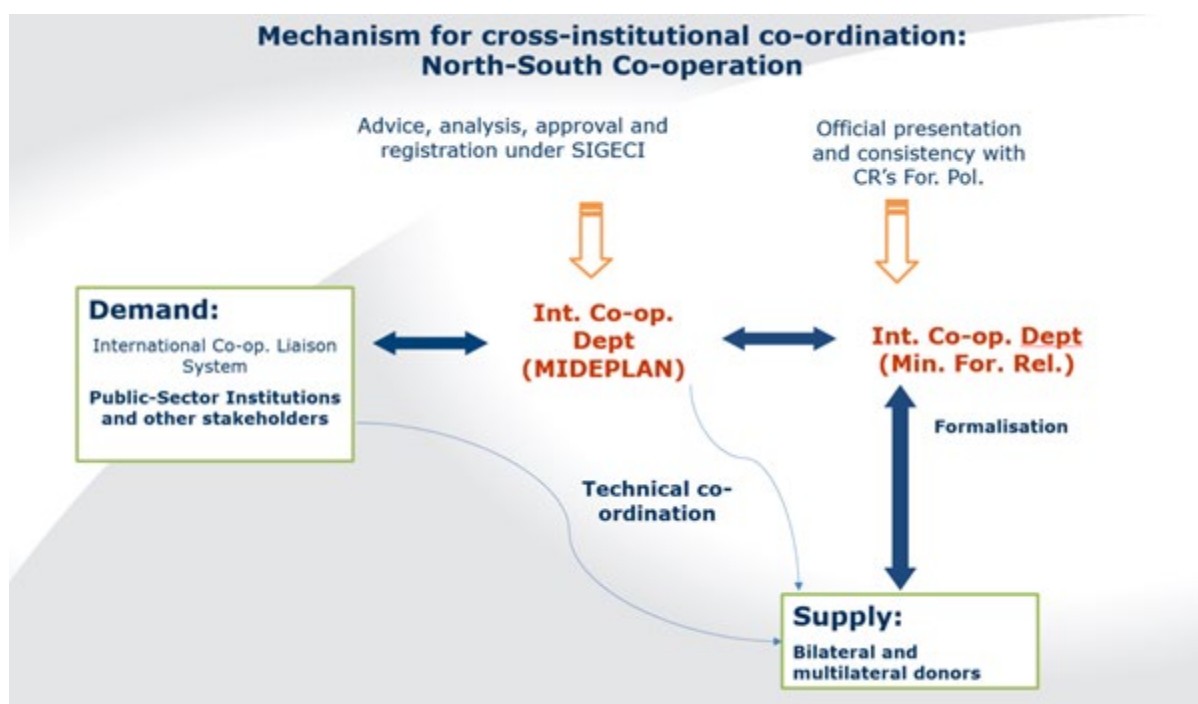 Mechanism for cross-institutional co-ordination:
North-South Co-operation
Advice, analysis, approval and
registration under SIGECI
Official presentation
and consistency with
CR's For. Pol.
Demand:
International Co-op. Liaison
System
Public-Sector Institutions
and other stakeholders
Int. Co-op.
Dept
(MIDEPLAN)
Int. Co-op. Dept
(Min. For. Rel.)
Formalisation
Technical co-
ordination
Supply:
Bilateral and
multilateral donors